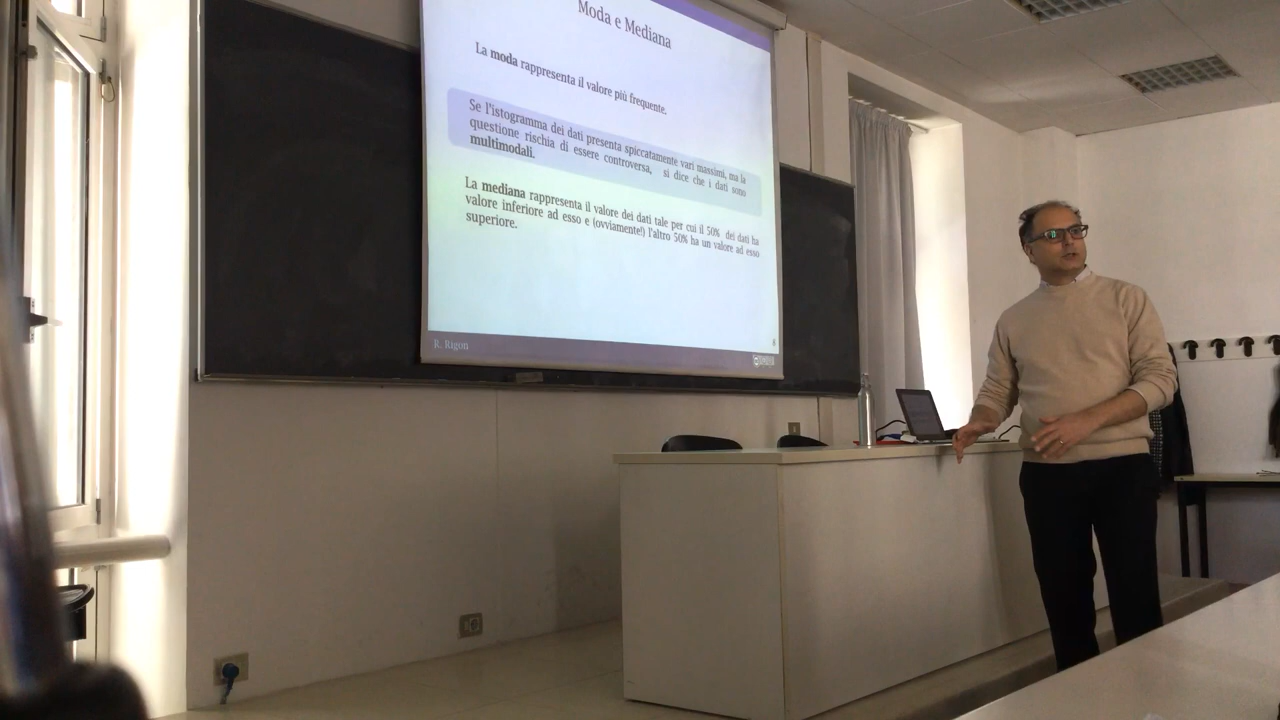 Moda e Mediana
La moda rappresenta il valore più frequente.
Se l'istogramma dei dati presenta spiccatamente vari massimi, ma la
questione rischia di essere controversa, si dice che i dati sono
multimodali.
La mediana rappresenta il valore dei dati tale per cui il 50% dei dati ha
valore inferiore ad esso e (ovviamente!) l'altro 50% ha un valore ad esso
superiore.
R. Rigon